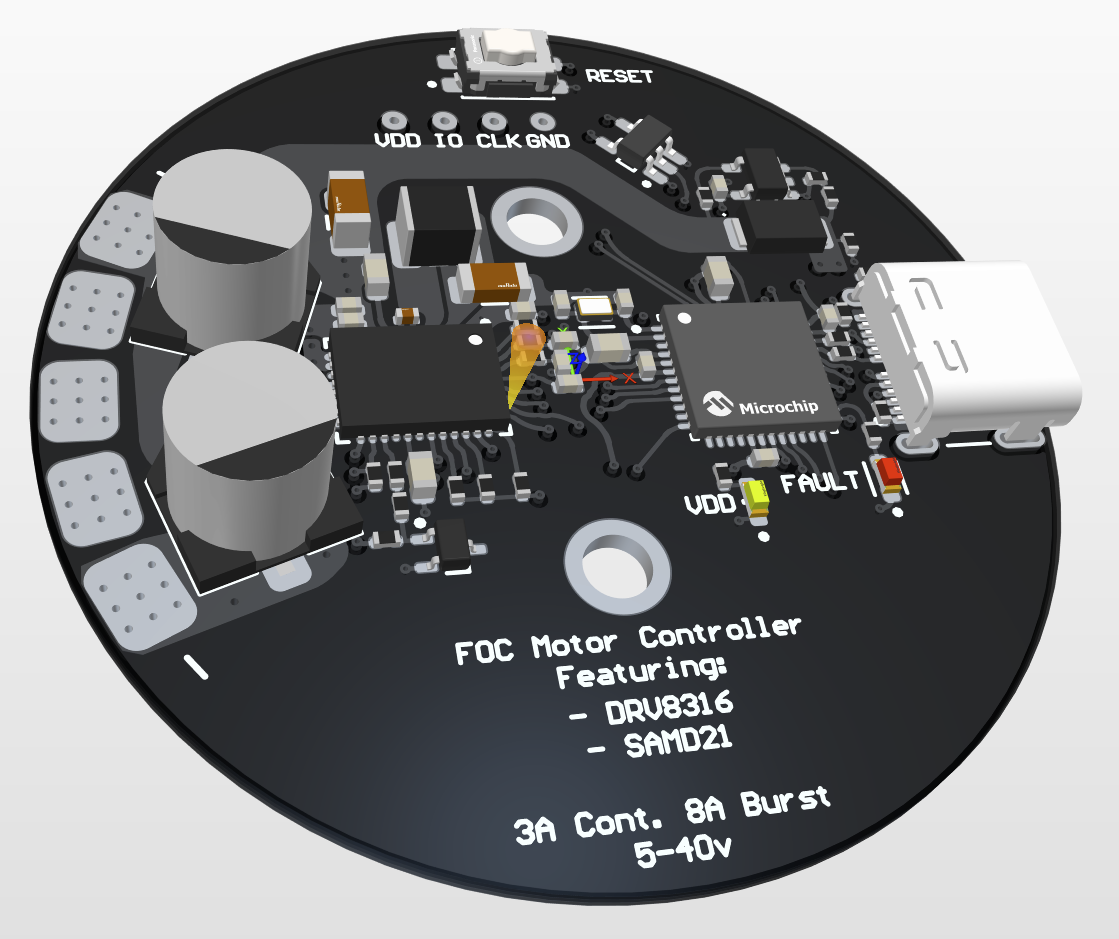 RESET
VDD IO CLK GND
Microchip
VDD
FAULT
FOC Motor Controller
Featuring:
- DRV8316
- SAMD21
3A Cont. 8A Burst
5-40v